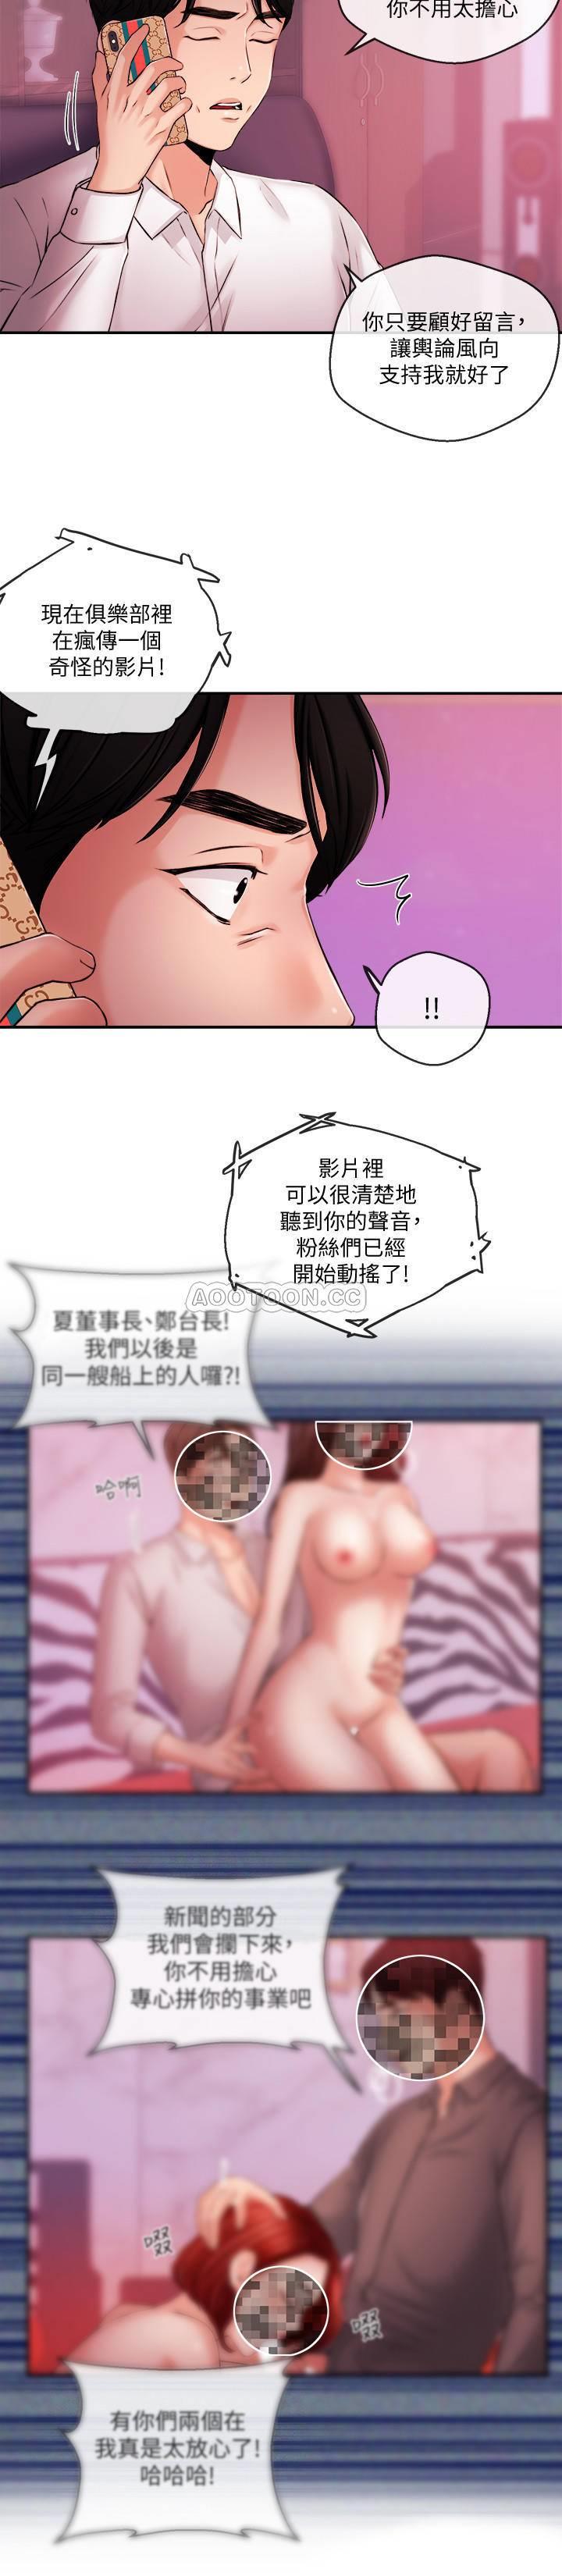 你不用太擔心
你只要顧好留言，
讓輿論風向
支持我就好了
現在俱樂部裡
在瘋傳一個
奇怪的影片!
!!
影片裡
可以很清楚地
聽到你的聲音，
粉絲們已經
開始動搖了!
AOOTOON.CC
夏董事長、鄭台長!
我們以後是
同一艘船上的人囉?!
哈啊
新聞的部分
我們會攔下來，
你不用擔心
專心拼你的事業吧
啾啾
啾啾
有你們兩個在
我真是太放心了!
哈哈哈!